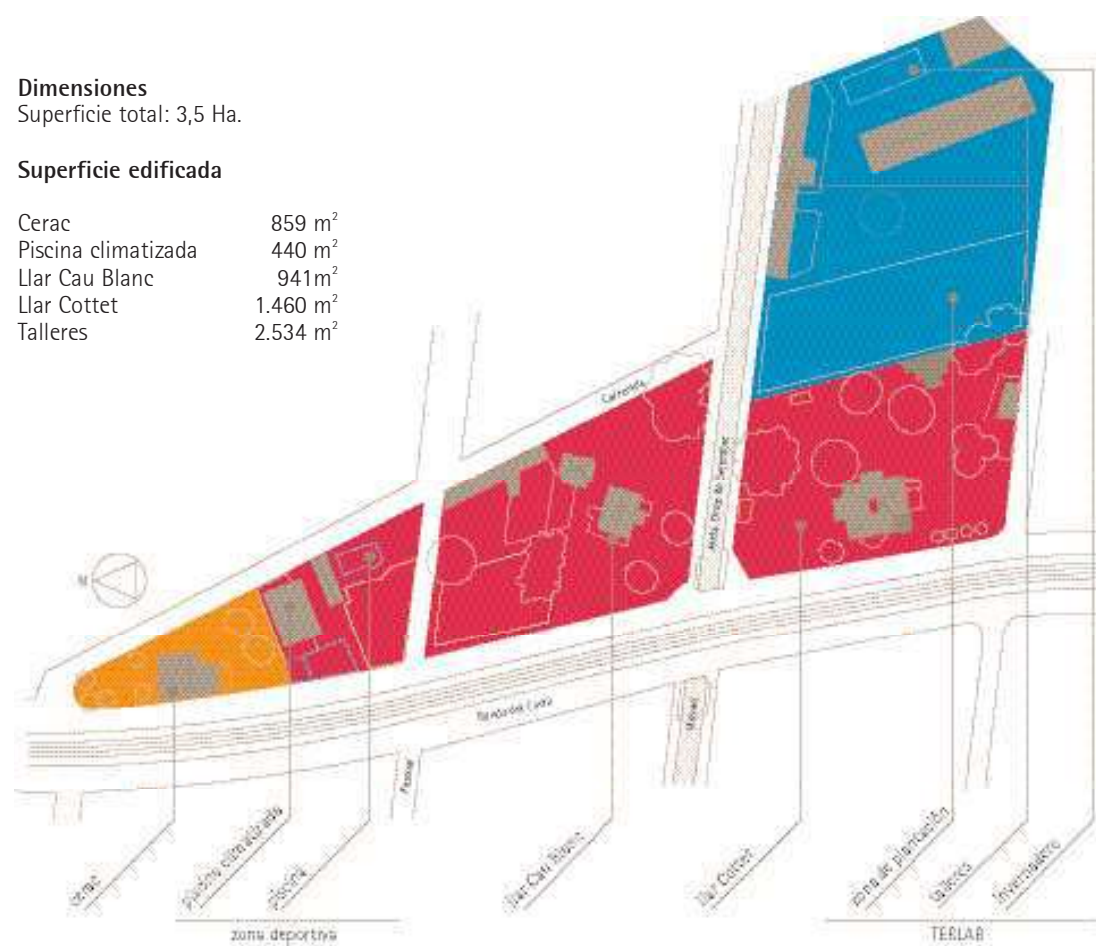 Dimensiones
Superficie total: 3,5 Ha.
Superficie edificada
Cerac 859 m²
Piscina climatizada 440 m²
Llar Cau Blanc 941m²
Llar Cottet 1.460 m²
Talleres 2.534 m²
cerac
piscina climatizada
piscina
llar Cau Blanc
llar Cottet
zona de plantación
talleres
invernadero
zona deportiva
TEBLAB